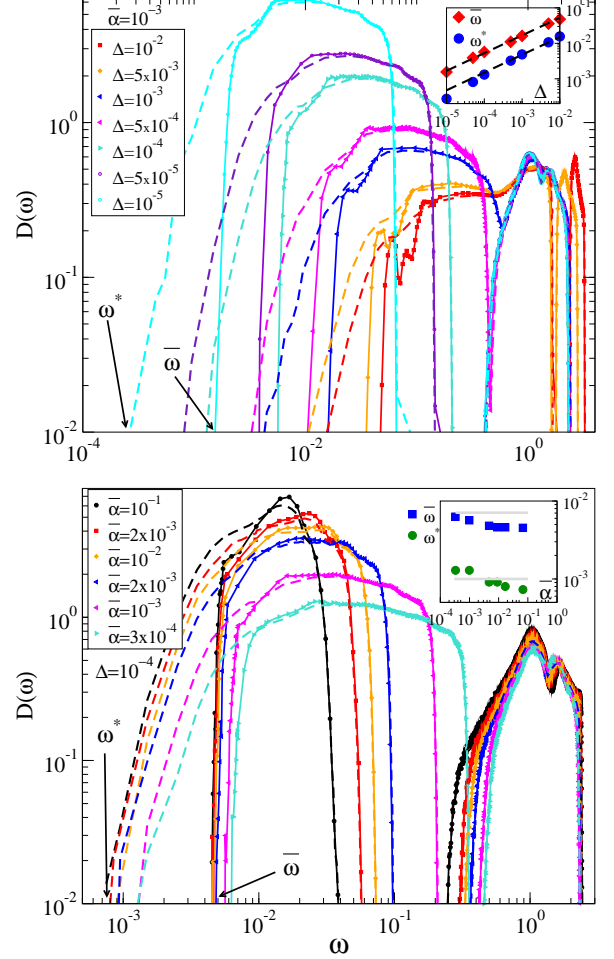 α̅=10⁻³
Δ=10⁻²
Δ=5x10⁻³
Δ=10⁻³
Δ=5x10⁻⁴
Δ=10⁻⁴
Δ=5x10⁻⁵
Δ=10⁻⁵
ω̅
ω*
10⁻¹
10⁻²
10⁻³
10⁻⁵ 10⁻⁴ 10⁻³ 10⁻²
Δ
D(ω)
10⁰
10⁻¹
10⁻²
ω*
ω̅
10⁻⁴ 10⁻² 10⁰
α̅=10⁻¹
α̅=2x10⁻³
α̅=10⁻²
α̅=2x10⁻³
α̅=10⁻³
α̅=3x10⁻⁴
Δ=10⁻⁴
ω̅
ω*
10⁻²
10⁻³
10⁻³ 10⁻² 10⁻¹ 10⁰
α̅
D(ω)
10⁰
10⁻¹
10⁻²
ω*
ω̅
10⁻³ 10⁻² 10⁻¹ 10⁰
ω